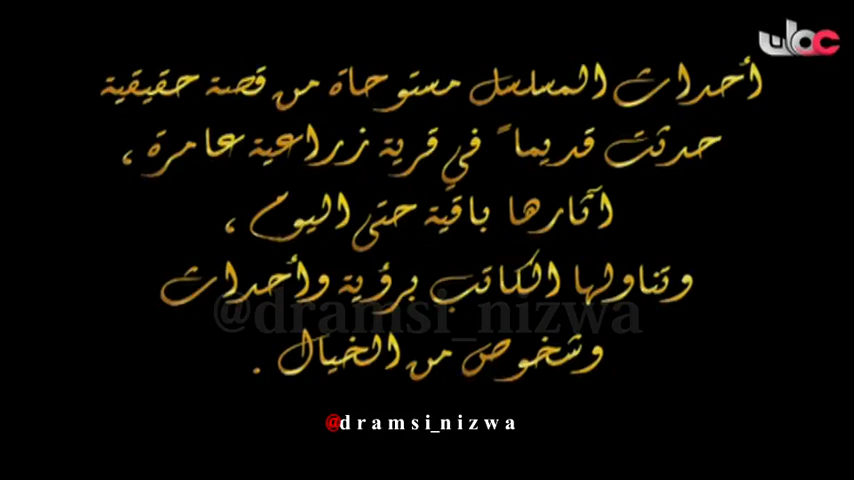 أحداث المسلسل مستوحاة من قصة حقيقية
حدثت قديماً في قرية زراعية عامرة ،
آثارها باقية حتى اليوم ،
وتناولها الكاتب برؤية وأحداث
وشخوص من الخيال .
@dramsi_nizwa
@dramsi_nizwa